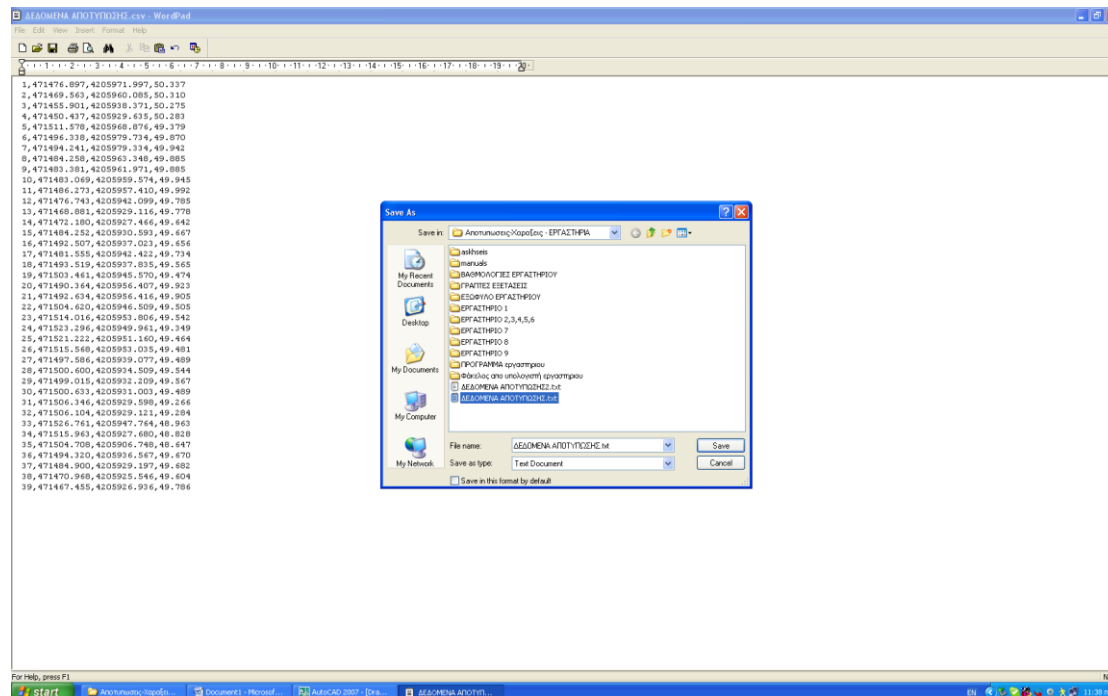 ΔΕΔΟΜΕΝΑ ΑΠΟΤΥΠΩΣΗΣ.csv - WordPad
File Edit View Insert Format Help
1,471476.897,4205971.997,50.337
2,471469.563,4205960.085,50.310
3,471455.901,4205938.371,50.275
4,471450.437,4205929.635,50.283
5,471511.578,4205968.876,49.379
6,471496.338,4205979.734,49.870
7,471494.241,4205979.334,49.942
8,471484.258,4205963.348,49.885
9,471483.381,4205961.971,49.885
10,471483.069,4205959.574,49.945
11,471486.273,4205957.410,49.992
12,471476.743,4205942.099,49.785
13,471468.881,4205929.116,49.778
14,471472.180,4205927.466,49.642
15,471484.252,4205930.593,49.667
16,471492.507,4205937.023,49.656
17,471481.555,4205942.422,49.734
18,471493.519,4205937.835,49.565
19,471503.461,4205945.570,49.474
20,471490.364,4205956.407,49.923
21,471492.634,4205956.416,49.905
22,471504.620,4205946.509,49.505
23,471514.016,4205953.806,49.542
24,471523.296,4205949.961,49.349
25,471521.222,4205951.160,49.464
26,471515.568,4205953.035,49.481
27,471497.586,4205939.077,49.489
28,471500.600,4205934.509,49.544
29,471499.015,4205932.209,49.567
30,471500.633,4205931.003,49.489
31,471506.346,4205929.598,49.266
32,471506.104,4205929.121,49.284
33,471526.761,4205947.764,48.963
34,471515.963,4205927.680,48.828
35,471504.708,4205906.748,48.647
36,471494.320,4205936.567,49.670
37,471484.900,4205929.197,49.682
38,471470.968,4205925.546,49.604
39,471467.455,4205926.936,49.786
Save As
Save in: Αποτυπωσεις-Χαραξεις - ΕΡΓΑΣΤΗΡΙΑ
My Recent Documents
Desktop
My Documents
My Computer
My Network
askhseis
manuals
ΒΑΘΜΟΛΟΓΙΕΣ ΕΡΓΑΣΤΗΡΙΟΥ
ΓΡΑΠΤΕΣ ΕΞΕΤΑΣΕΙΣ
ΕΞΩΦΥΛΟ ΕΡΓΑΣΤΗΡΙΟΥ
ΕΡΓΑΣΤΗΡΙΟ 1
ΕΡΓΑΣΤΗΡΙΟ 2,3,4,5,6
ΕΡΓΑΣΤΗΡΙΟ 7
ΕΡΓΑΣΤΗΡΙΟ 8
ΕΡΓΑΣΤΗΡΙΟ 9
ΠΡΟΓΡΑΜΜΑ εργαστηριου
Φάκελος απο υπολογιστή εργαστηριου
ΔΕΔΟΜΕΝΑ ΑΠΟΤΥΠΩΣΗΣ2.txt
ΔΕΔΟΜΕΝΑ ΑΠΟΤΥΠΩΣΗΣ.txt
File name: ΔΕΔΟΜΕΝΑ ΑΠΟΤΥΠΩΣΗΣ.txt Save
Save as type: Text Document Cancel
Save in this format by default
For Help, press F1
start Αποτυπωσεις-Χαραξε... Document1 - Microsof... AutoCAD 2007 - [Dra... ΔΕΔΟΜΕΝΑ ΑΠΟΤΥΠ... EN